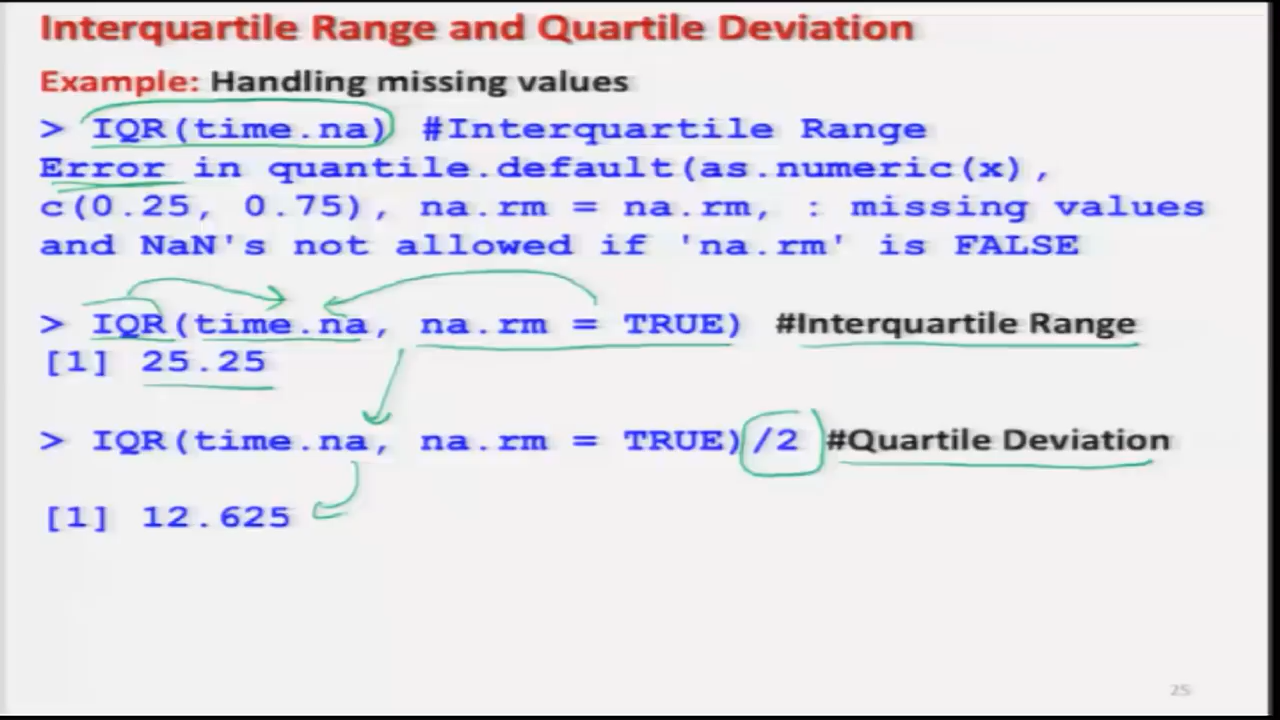 Interquartile Range and Quartile Deviation
Example: Handling missing values
> IQR(time.na) #Interquartile Range
Error in quantile.default(as.numeric(x),
c(0.25, 0.75), na.rm = na.rm, : missing values
and NaN's not allowed if 'na.rm' is FALSE
> IQR(time.na, na.rm = TRUE) #Interquartile Range
[1] 25.25
> IQR(time.na, na.rm = TRUE)/2 #Quartile Deviation
[1] 12.625
25